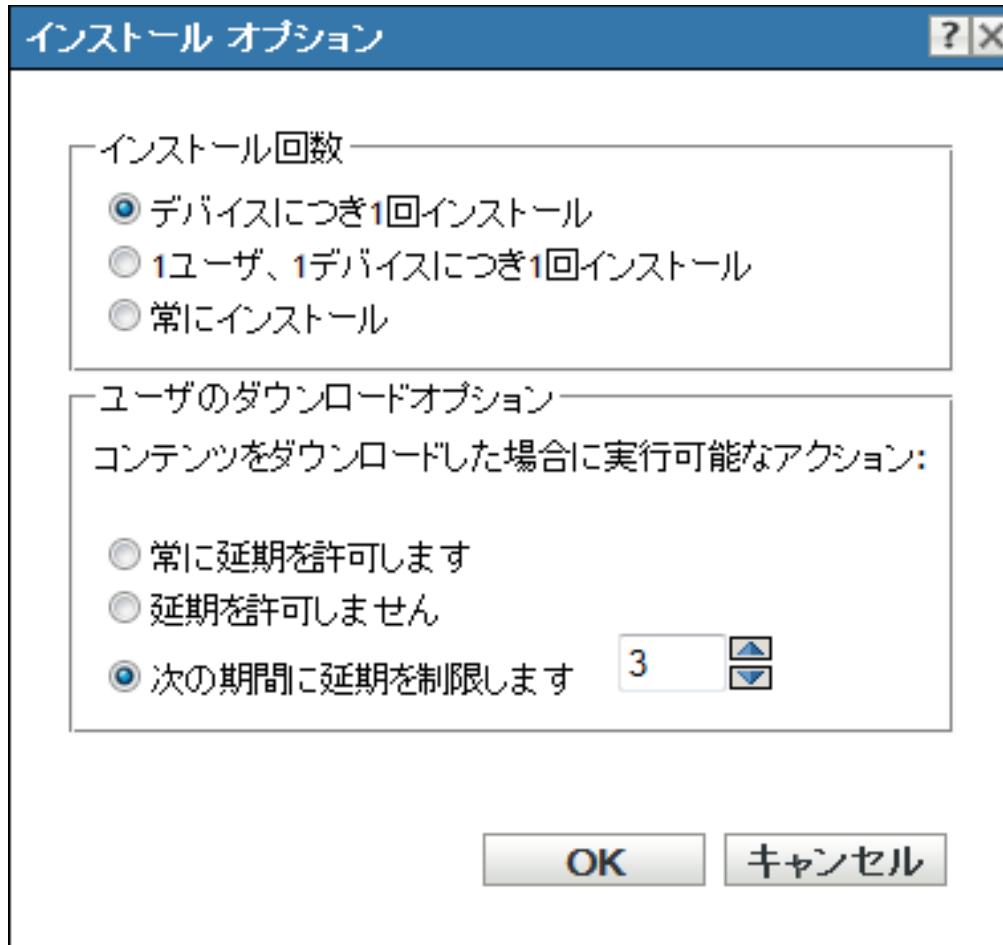 インストール オプション
インストール回数
デバイスにつき1回インストール
1ユーザ、1デバイスにつき1回インストール
常にインストール
ユーザのダウンロードオプション
コンテンツをダウンロードした場合に実行可能なアクション:
常に延期を許可します
延期を許可しません
次の期間に延期を制限します 3
OK キャンセル